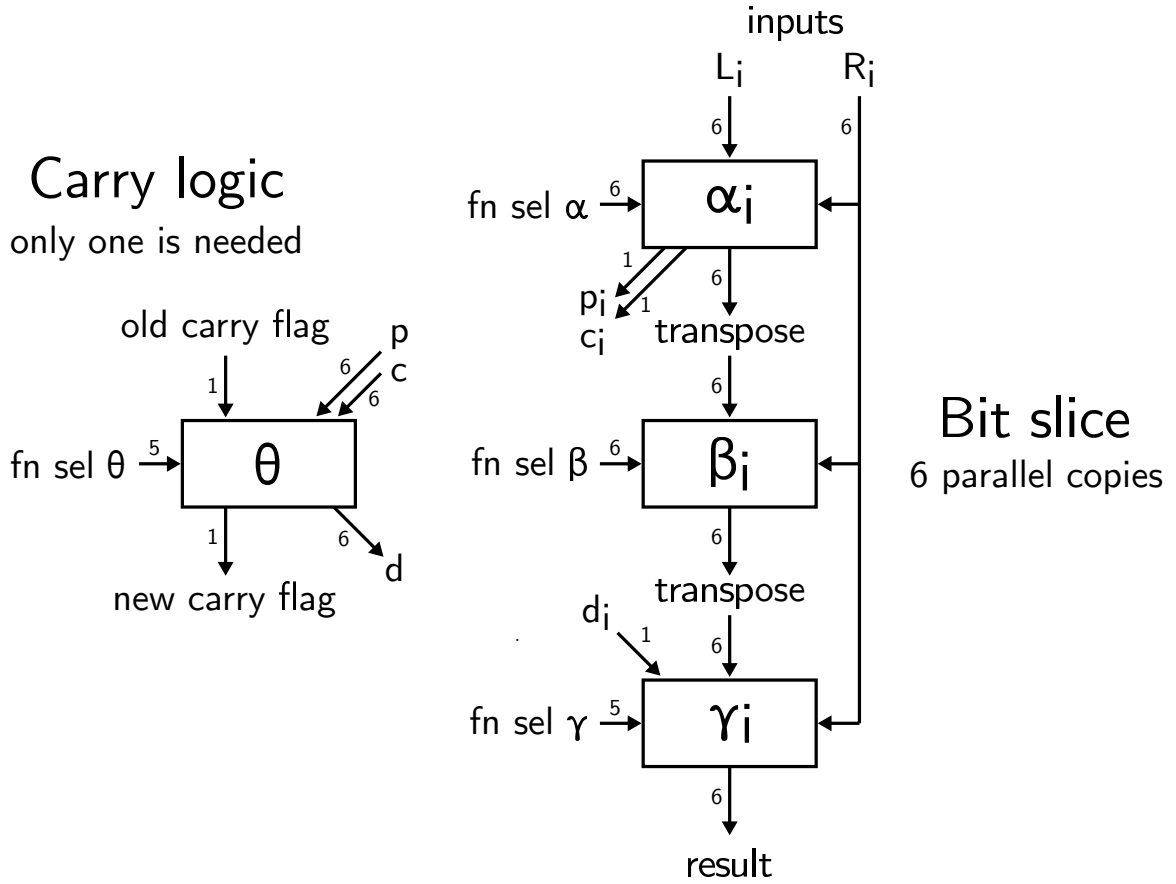 inputs
Lᵢ Rᵢ
6 6
Carry logic
only one is needed
fn sel α 6 αᵢ
1 6
pᵢ 1
cᵢ transpose
old carry flag p
6 c
1 6 6
fn sel θ 5 θ
fn sel β 6 βᵢ
Bit slice
6 parallel copies
1 6 6
new carry flag d
transpose
dᵢ 1
6
fn sel γ 5 γᵢ
6
result